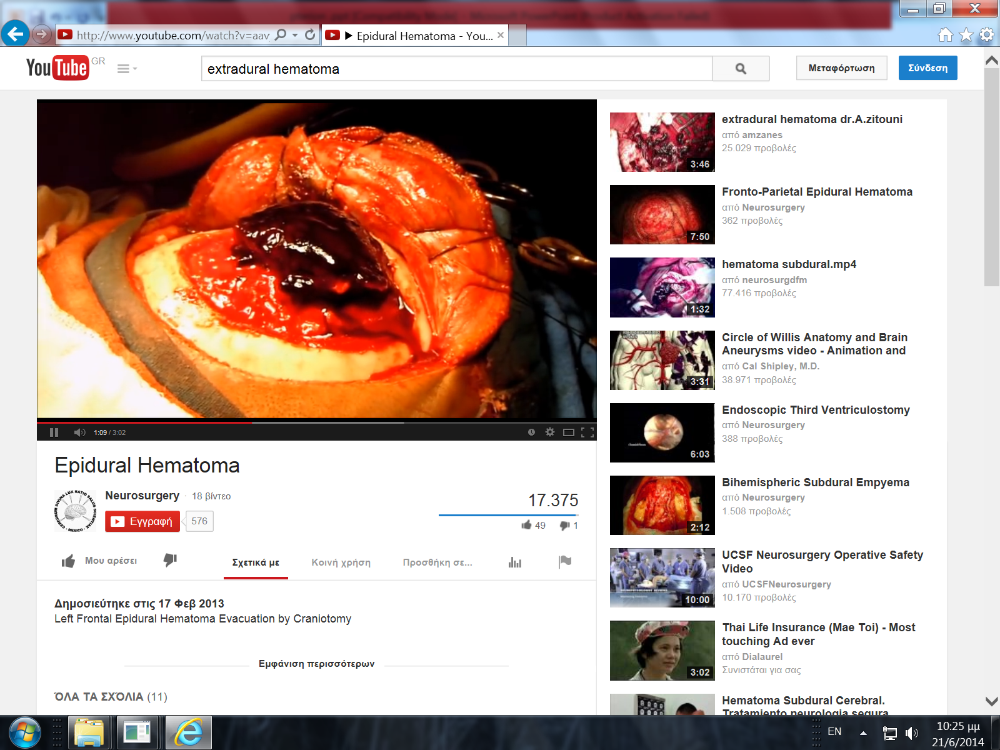 http://www.youtube.com/watch?v=aav
Epidural Hematoma - You...
YouTube GR
extradural hematoma
Μεταφόρτωση
Σύνδεση
1:09 / 3:02
Epidural Hematoma
Neurosurgery · 18 βίντεο
Εγγραφή 576
17.375
49 1
Μου αρέσει
Σχετικά με
Κοινή χρήση
Προσθήκη σε...
Δημοσιεύτηκε στις 17 Φεβ 2013
Left Frontal Epidural Hematoma Evacuation by Craniotomy
Εμφάνιση περισσότερων
ΌΛΑ ΤΑ ΣΧΌΛΙΑ (11)
extradural hematoma dr.A.zitouni
από amzanes
25.029 προβολές
3:46
Fronto-Parietal Epidural Hematoma
από Neurosurgery
362 προβολές
7:50
hematoma subdural.mp4
από neurosurgdfm
77.416 προβολές
1:32
Circle of Willis Anatomy and Brain
Aneurysms video - Animation and
από Cal Shipley, M.D.
38.971 προβολές
3:31
Endoscopic Third Ventriculostomy
από Neurosurgery
388 προβολές
6:03
Bihemispheric Subdural Empyema
από Neurosurgery
1.508 προβολές
2:12
UCSF Neurosurgery Operative Safety
Video
από UCSFNeurosurgery
10.170 προβολές
10:00
Thai Life Insurance (Mae Toi) - Most
touching Ad ever
από Dialaurel
Συνιστάται για σας
3:02
Hematoma Subdural Cerebral.
Tratamiento neurologia segura
EN
10:25 μμ
21/6/2014